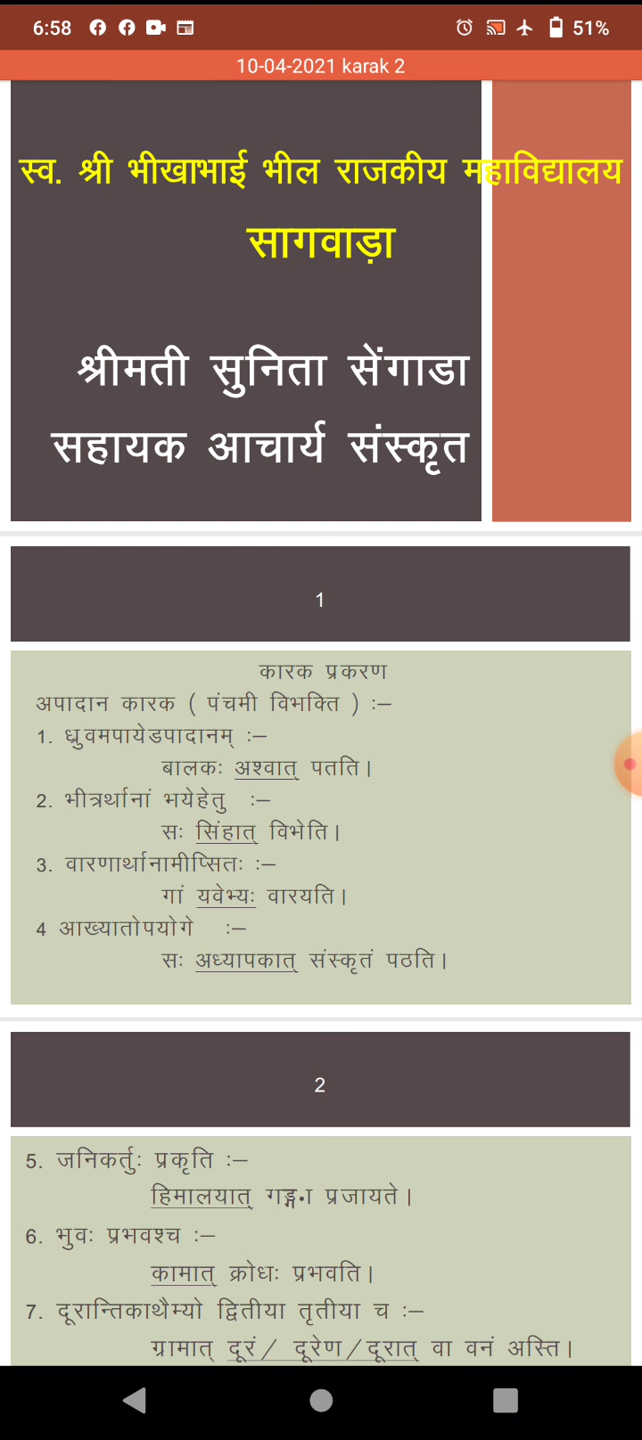 6:58 51%
10-04-2021 karak 2
स्व. श्री भीखाभाई भील राजकीय महाविद्यालय
सागवाड़ा
श्रीमती सुनिता सेंगाडा
सहायक आचार्य संस्कृत
1
कारक प्रकरण
अपादान कारक ( पंचमी विभक्ति ) :–
1. ध्रुवमपायेडपादानम् :–
बालकः अश्वात् पतति।
2. भीत्रर्थानां भयेहेतु :–
सः सिंहात् विभेति।
3. वारणार्थानामीप्सितः :–
गां यवेभ्यः वारयति।
4 आख्यातोपयोगे :–
सः अध्यापकात् संस्कृतं पठति।
2
5. जनिकर्तुः प्रकृति :–
हिमालयात् गङ्गा प्रजायते।
6. भुवः प्रभवश्च :–
कामात् क्रोधः प्रभवति।
7. दूरान्तिकाथैम्यो द्वितीया तृतीया च :–
ग्रामात् दूरं/ दूरेण/दूरात् वा वनं अस्ति।